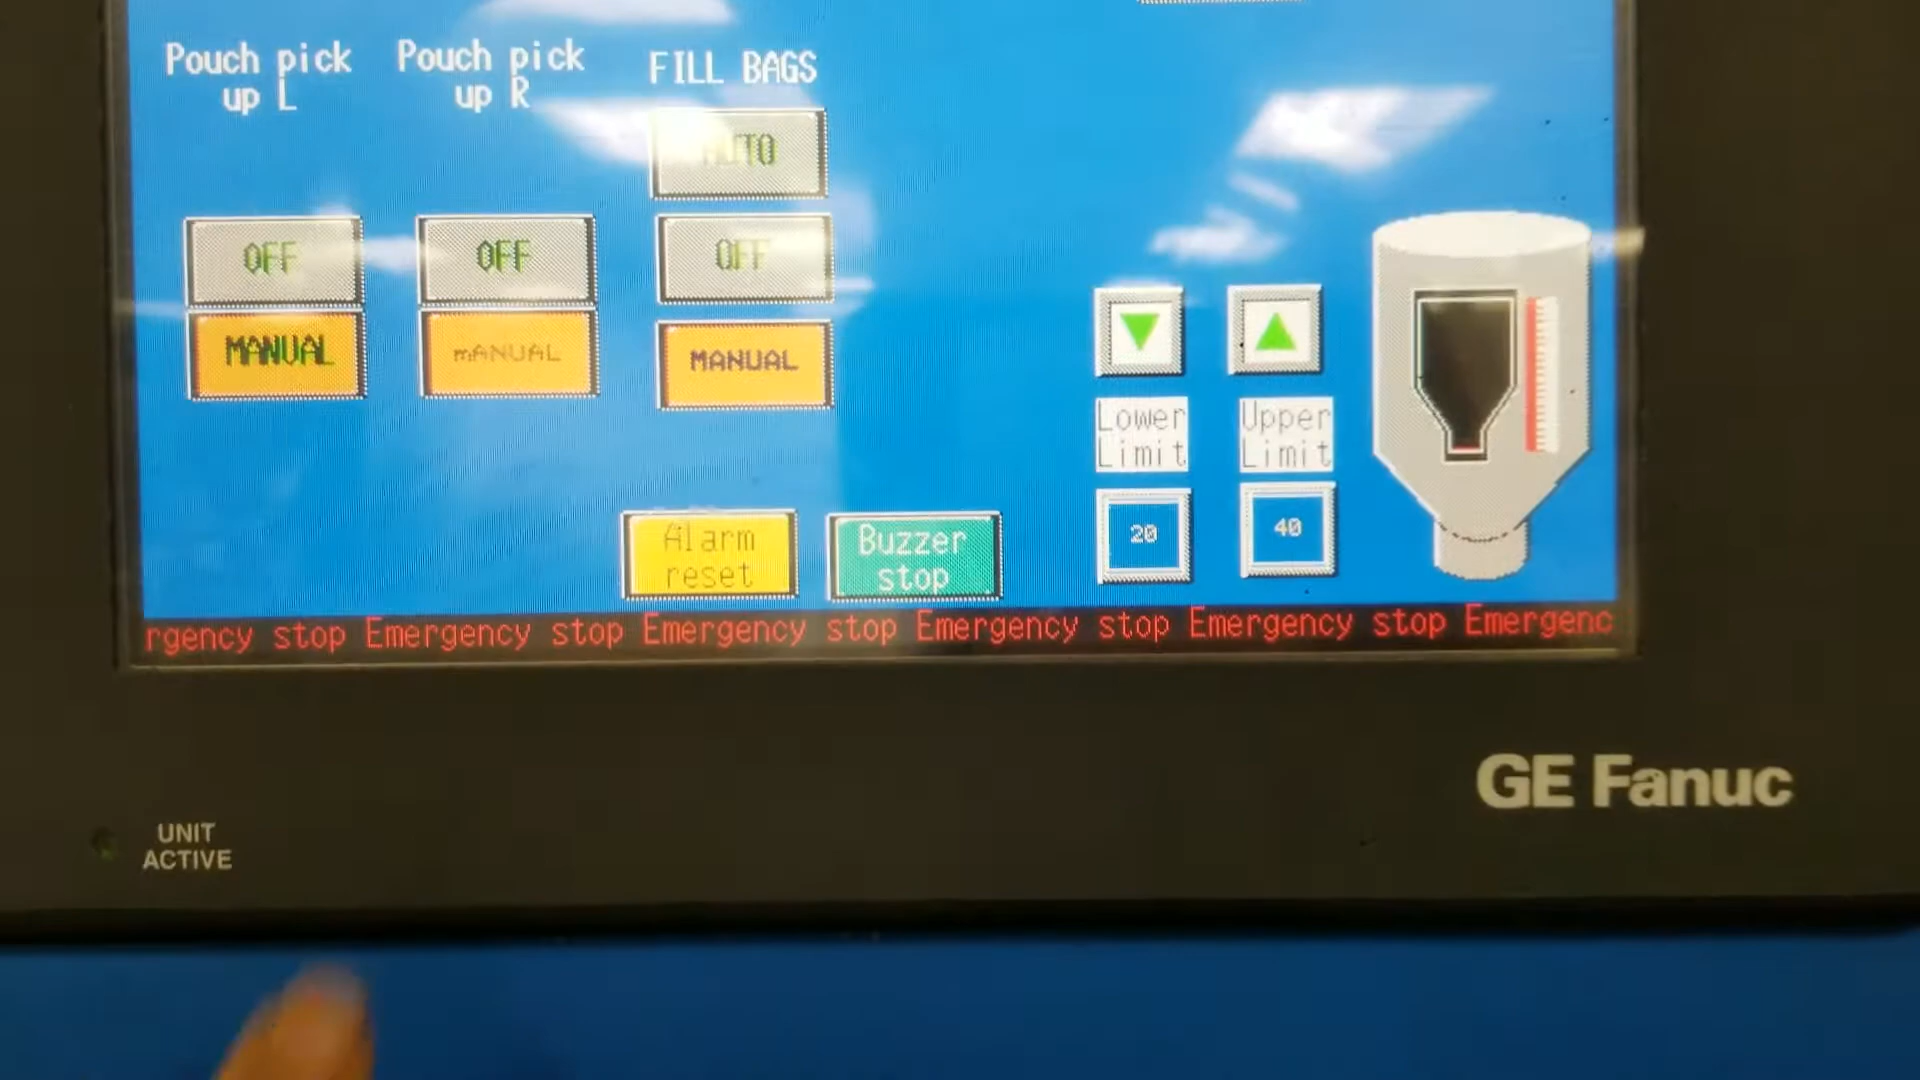 Pouch pick
up L
Pouch pick
up R
FILL BAGS
AUTO
OFF
OFF
OFF
MANUAL
mANUAL
MANUAL
Lower
Limit
Upper
Limit
20
40
Alarm
reset
Buzzer
stop
rgency stop Emergency stop Emergency stop Emergency stop Emergency stop Emergenc
GE Fanuc
UNIT
ACTIVE